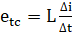 e_tc = L Δi/Δt